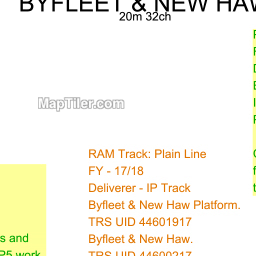 BYFLEET & NEW HAW
20m 32ch
MapTiler.com
RAM Track: Plain Line
FY - 17/18
Deliverer - IP Track
Byfleet & New Haw Platform.
TRS UID 44601917
Byfleet & New Haw.
TRS UID 44600217
s and
P5 work